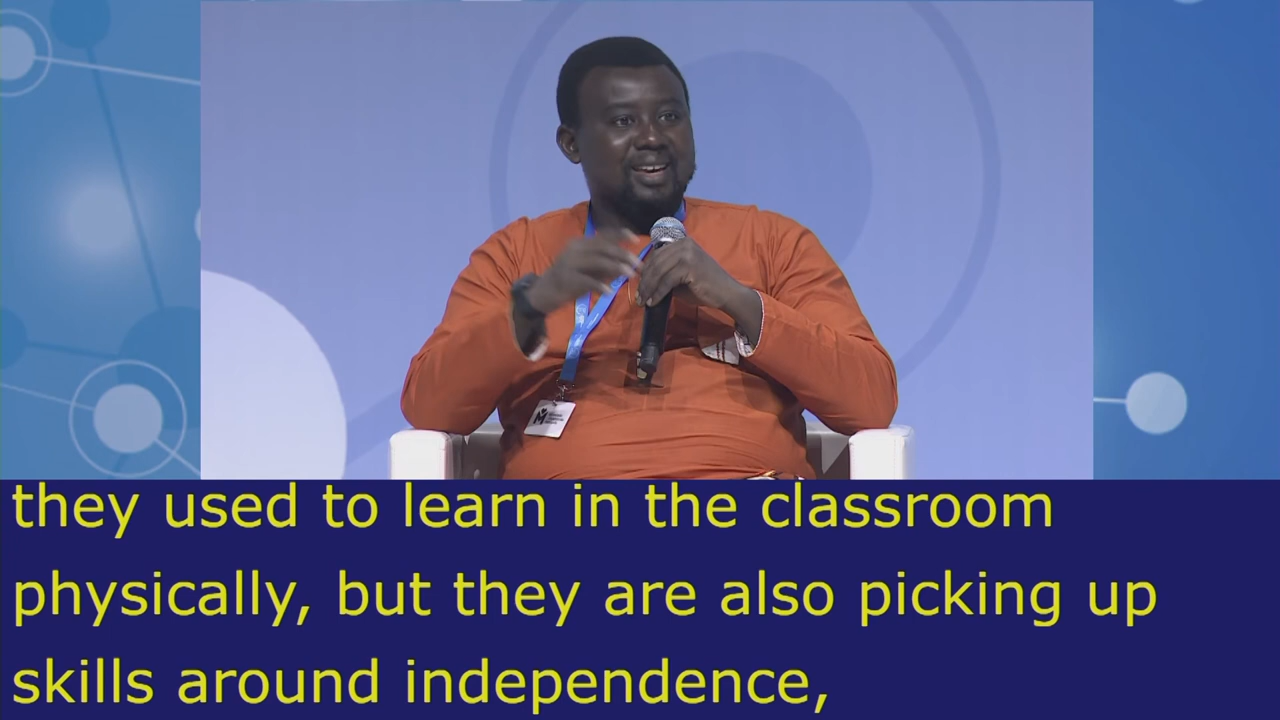 they used to learn in the classroom
physically, but they are also picking up
skills around independence,